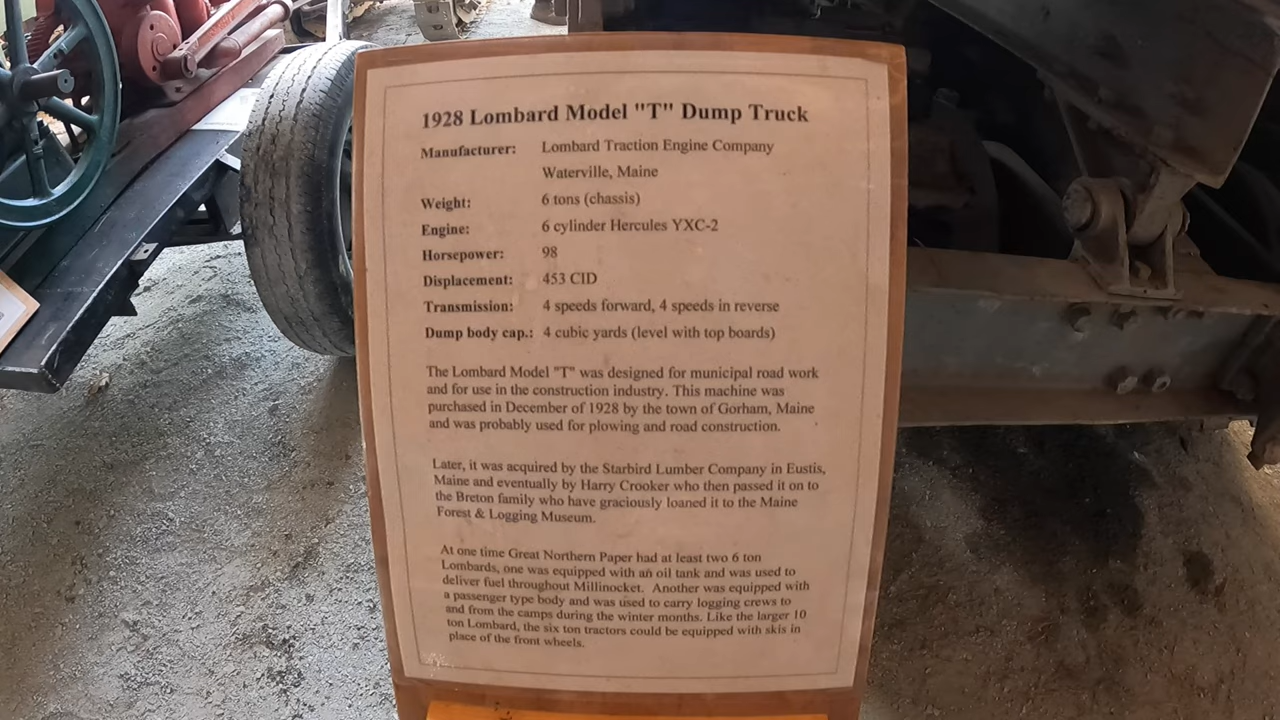 1928 Lombard Model "T" Dump Truck
Manufacturer: Lombard Traction Engine Company
Waterville, Maine
Weight: 6 tons (chassis)
Engine: 6 cylinder Hercules YXC-2
Horsepower: 98
Displacement: 453 CID
Transmission: 4 speeds forward, 4 speeds in reverse
Dump body cap.: 4 cubic yards (level with top boards)
The Lombard Model "T" was designed for municipal road work
and for use in the construction industry. This machine was
purchased in December of 1928 by the town of Gorham, Maine
and was probably used for plowing and road construction.
Later, it was acquired by the Starbird Lumber Company in Eustis,
Maine and eventually by Harry Crooker who then passed it on to
the Breton family who have graciously loaned it to the Maine
Forest & Logging Museum.
At one time Great Northern Paper had at least two 6 ton
Lombards, one was equipped with an oil tank and was used to
deliver fuel throughout Millinocket. Another was equipped with
a passenger type body and was used to carry logging crews to
and from the camps during the winter months. Like the larger 10
ton Lombard, the six ton tractors could be equipped with skis in
place of the front wheels.